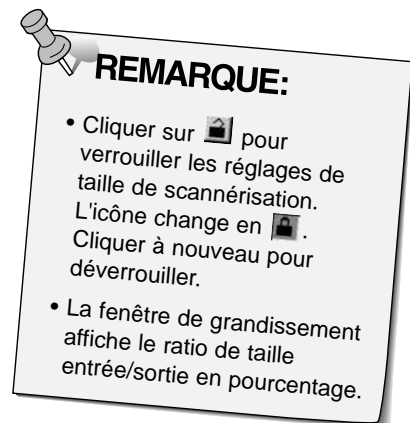 REMARQUE:
• Cliquer sur pour
verrouiller les réglages de
taille de scannérisation.
L'icône change en .
Cliquer à nouveau pour
déverrouiller.
• La fenêtre de grandissement
affiche le ratio de taille
entrée/sortie en pourcentage.